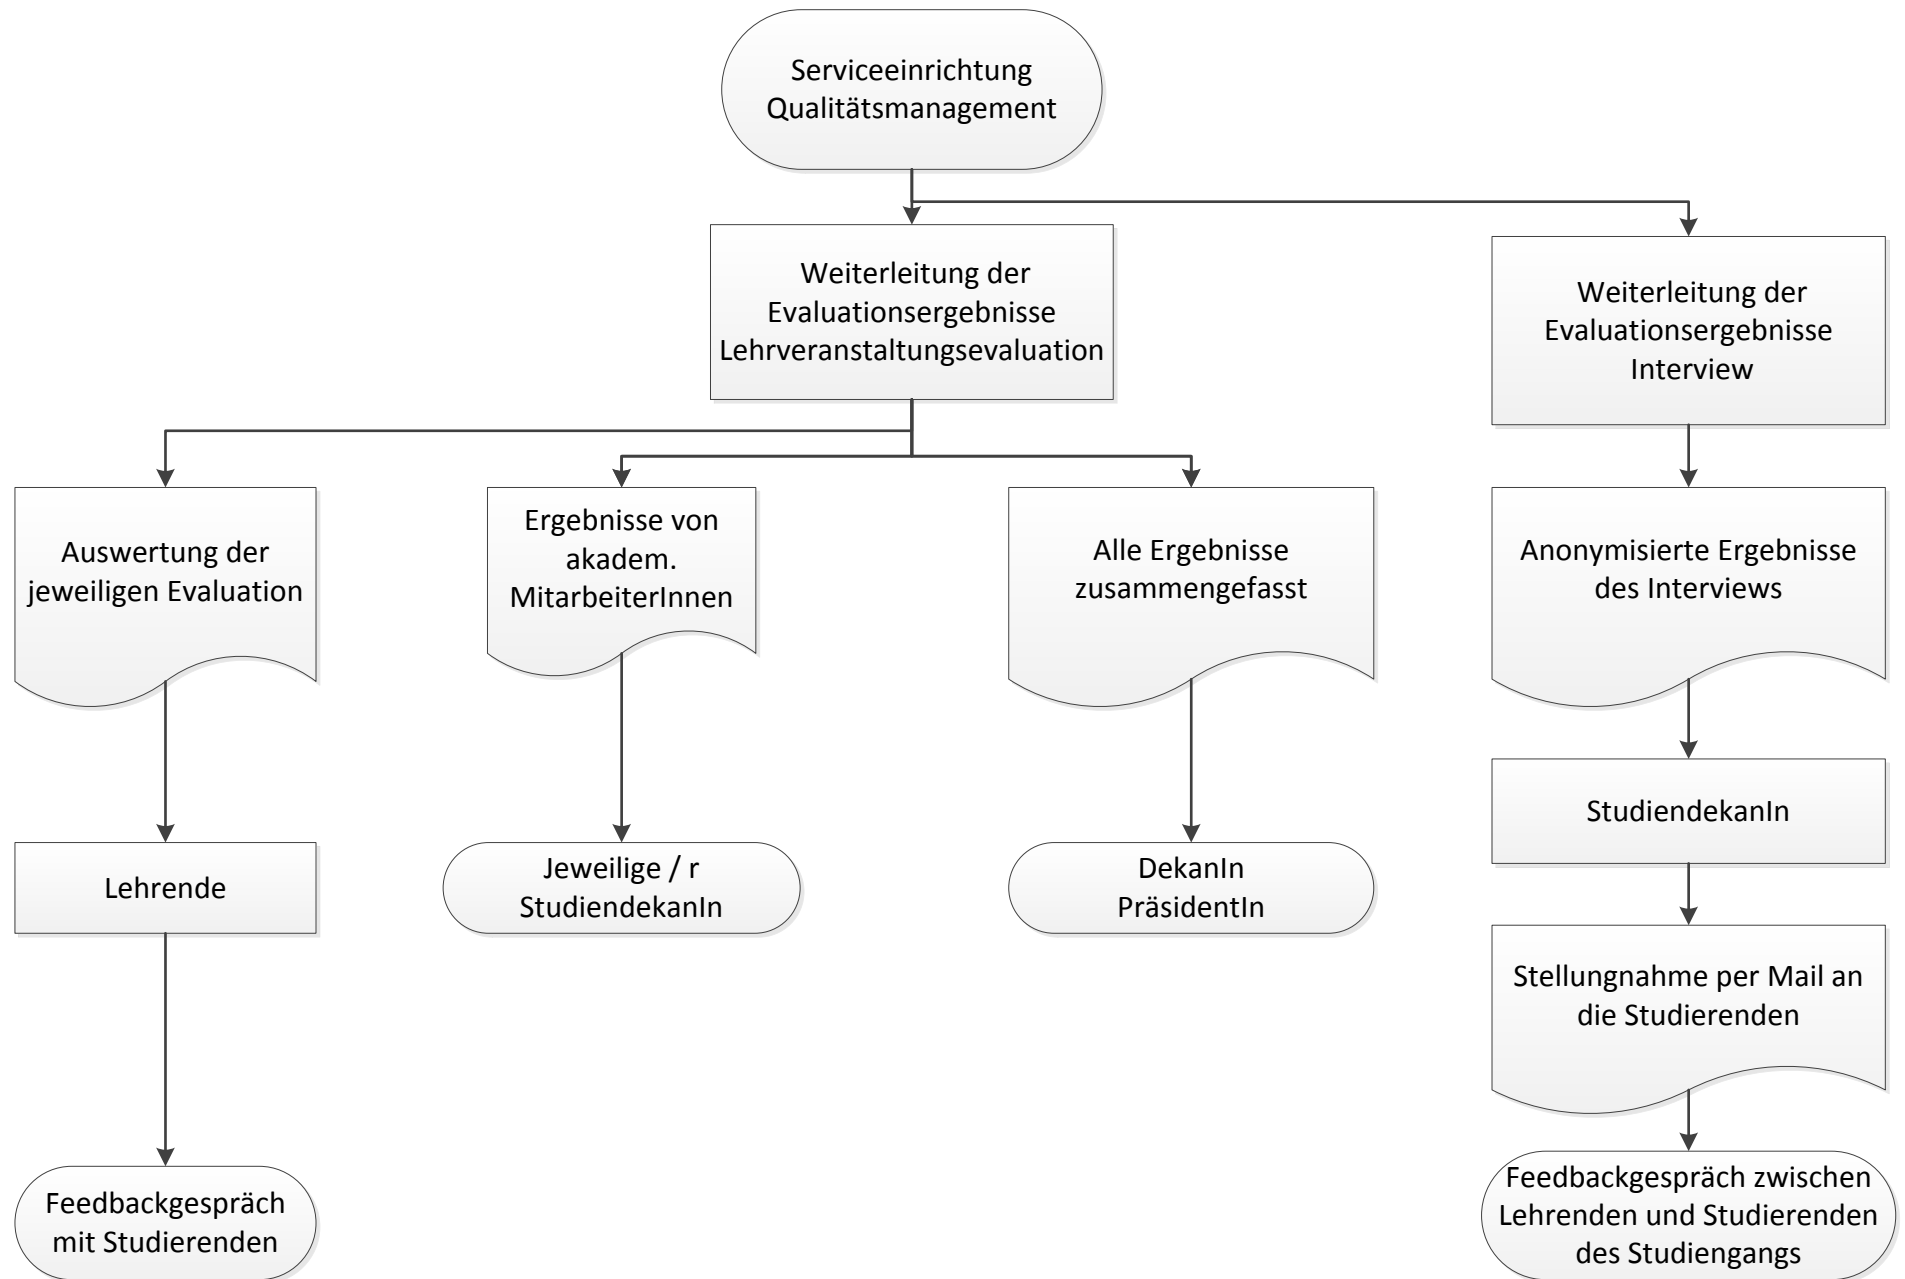 Serviceeinrichtung
Qualitätsmanagement
Weiterleitung der
Evaluationsergebnisse
Lehrveranstaltungsevaluation
Weiterleitung der
Evaluationsergebnisse
Interview
Auswertung der
jeweiligen Evaluation
Ergebnisse von
akadem.
MitarbeiterInnen
Alle Ergebnisse
zusammengefasst
Anonymisierte Ergebnisse
des Interviews
StudiendekanIn
Lehrende
Jeweilige / r
StudiendekanIn
DekanIn
PräsidentIn
Stellungnahme per Mail an
die Studierenden
Feedbackgespräch
mit Studierenden
Feedbackgespräch zwischen
Lehrenden und Studierenden
des Studiengangs